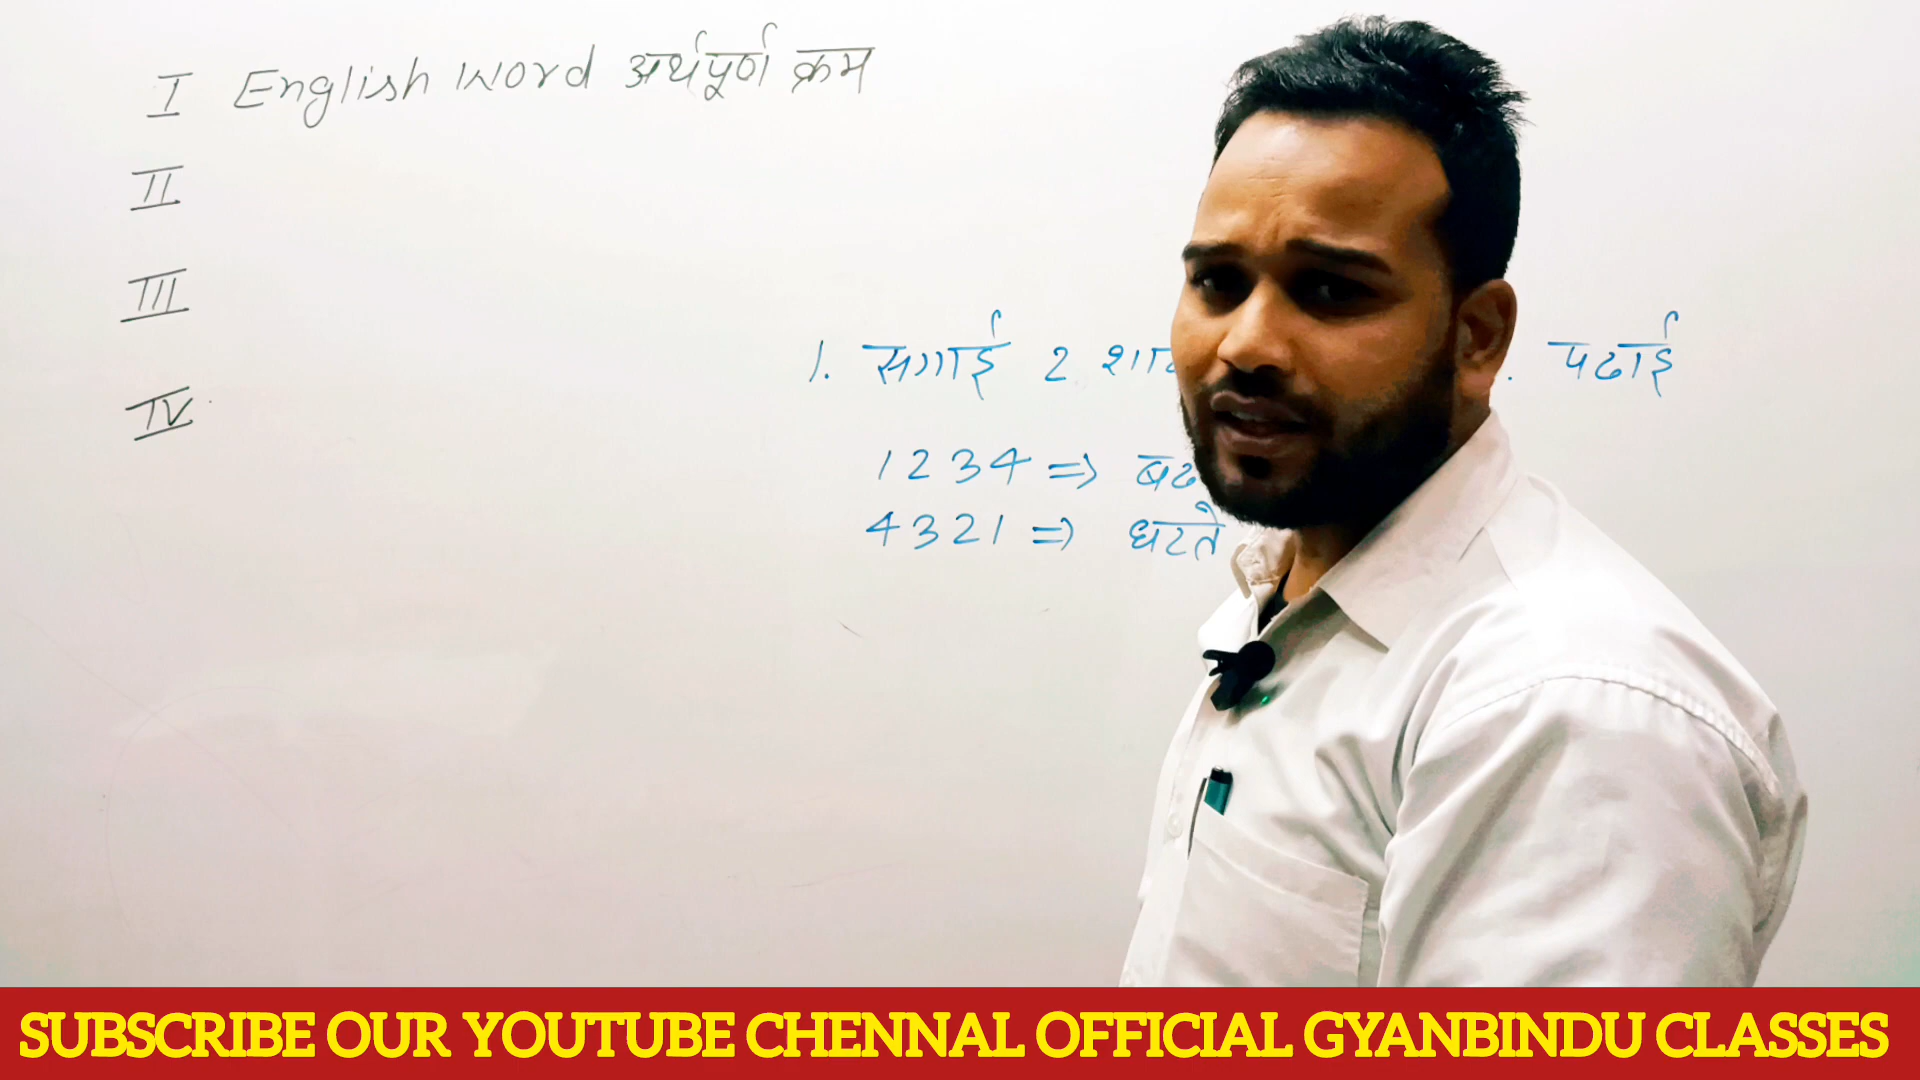 I English Word अर्थपूर्ण क्रम
II
III
IV
1. सगाई 2 पढाई
1234 ⇒
4321 ⇒ घटते
SUBSCRIBE OUR YOUTUBE CHENNAL OFFICIAL GYANBINDU CLASSES